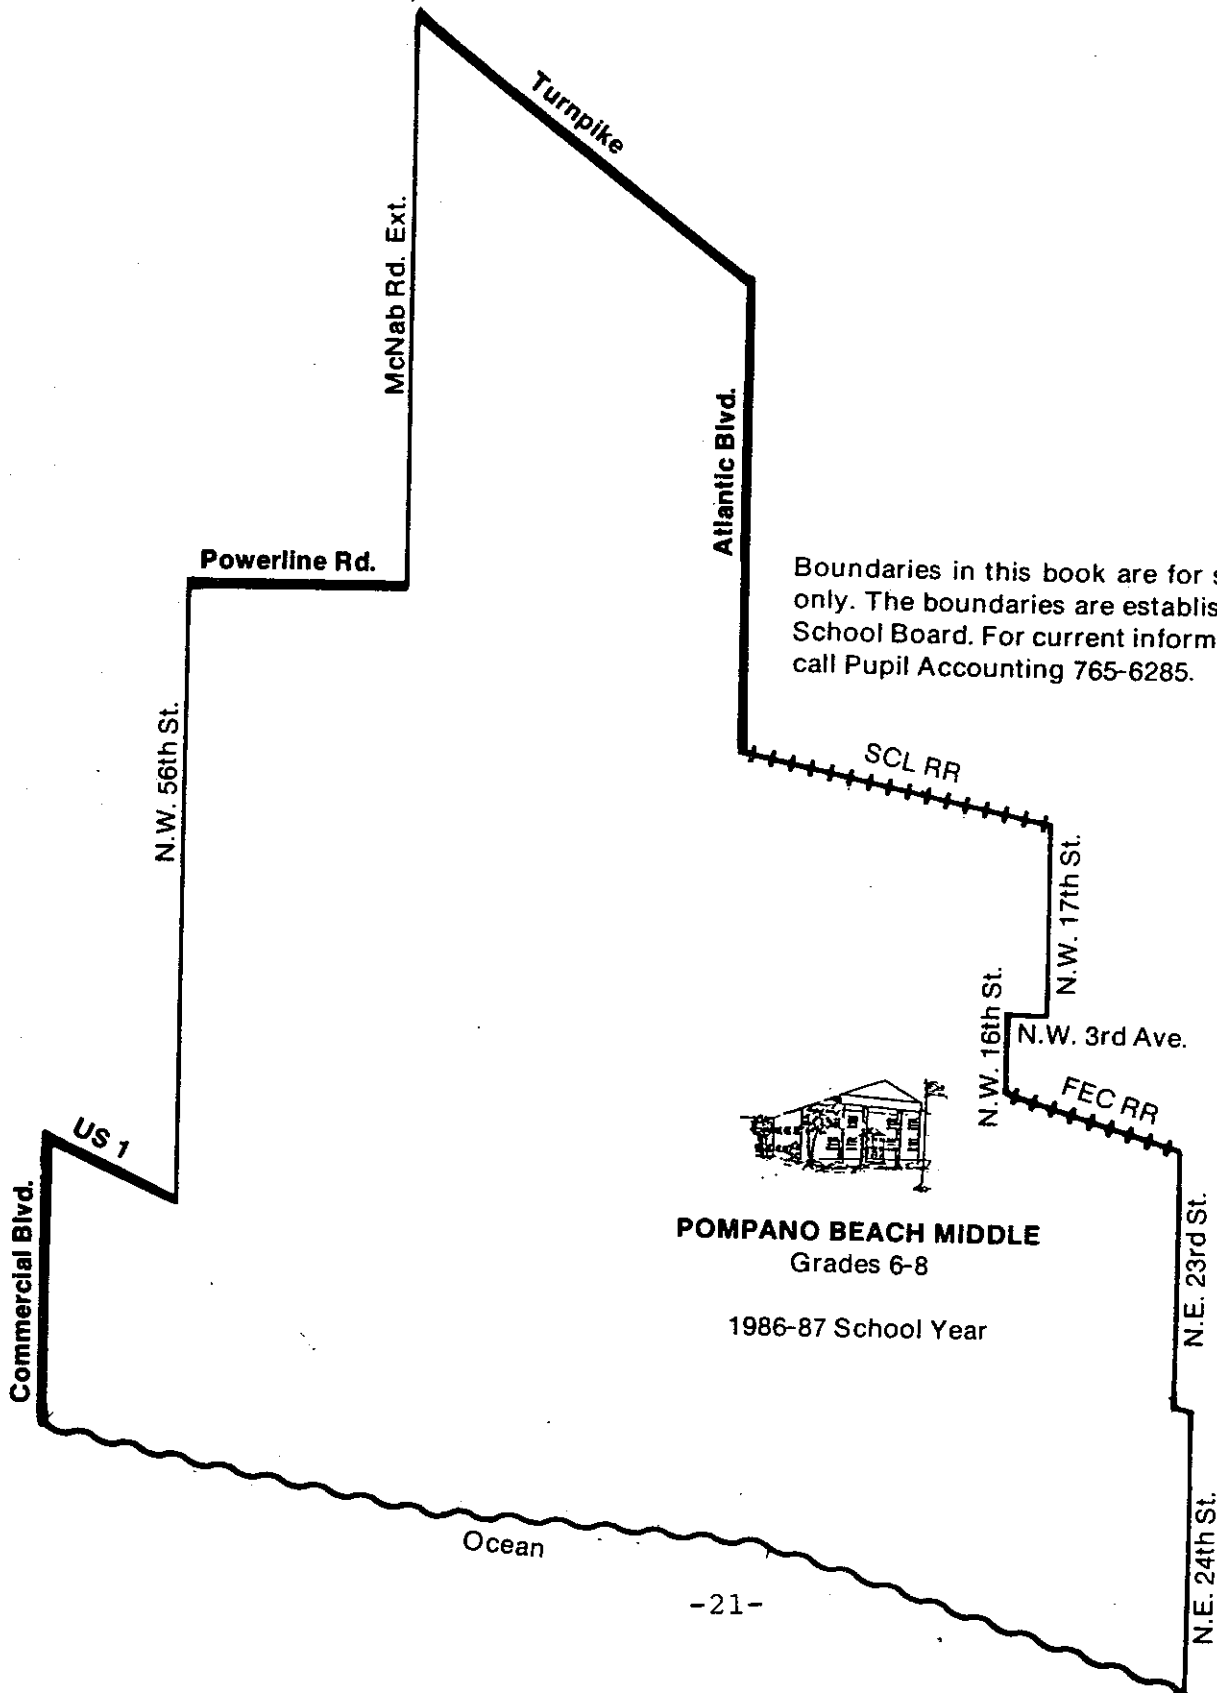 Turnpike
McNab Rd. Ext.
Atlantic Blvd.
Powerline Rd.
Boundaries in this book are for
only. The boundaries are
School Board. For current
call Pupil Accounting 765-6285.
N.W. 56th St.
SCL RR
N.W. 17th St.
N.W. 16th St.
N.W. 3rd Ave.
FEC RR
US 1
Commercial Blvd.
POMPANO BEACH MIDDLE
Grades 6-8
1986-87 School Year
N.E. 23rd St.
Ocean
N.E. 24th St.
-21-